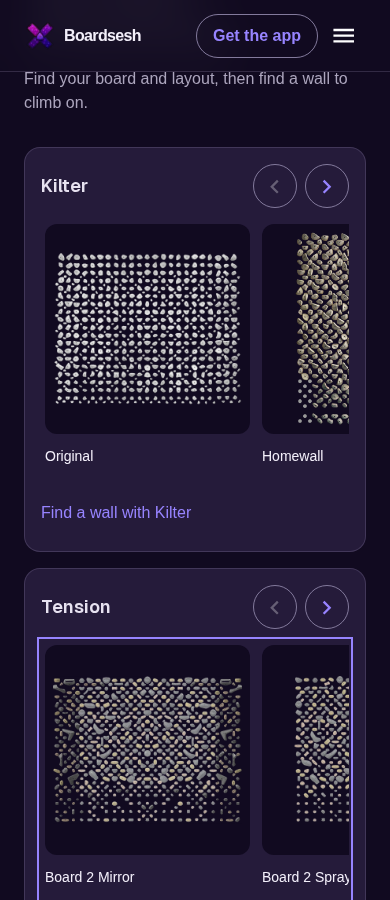 Boardsesh
Get the app
Find your board and layout, then find a wall to
climb on.
Kilter
Original
Homewall
Find a wall with Kilter
Tension
Board 2 Mirror
Board 2 Spray